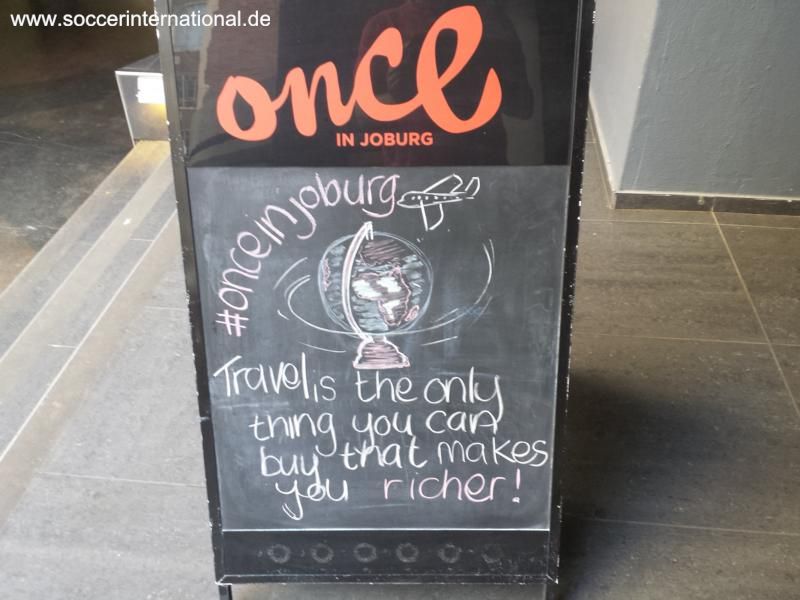 www.soccerinternational.de
once
IN JOBURG
#onceinjoburg
Travel is the only
thing you can
buy that makes
you richer!